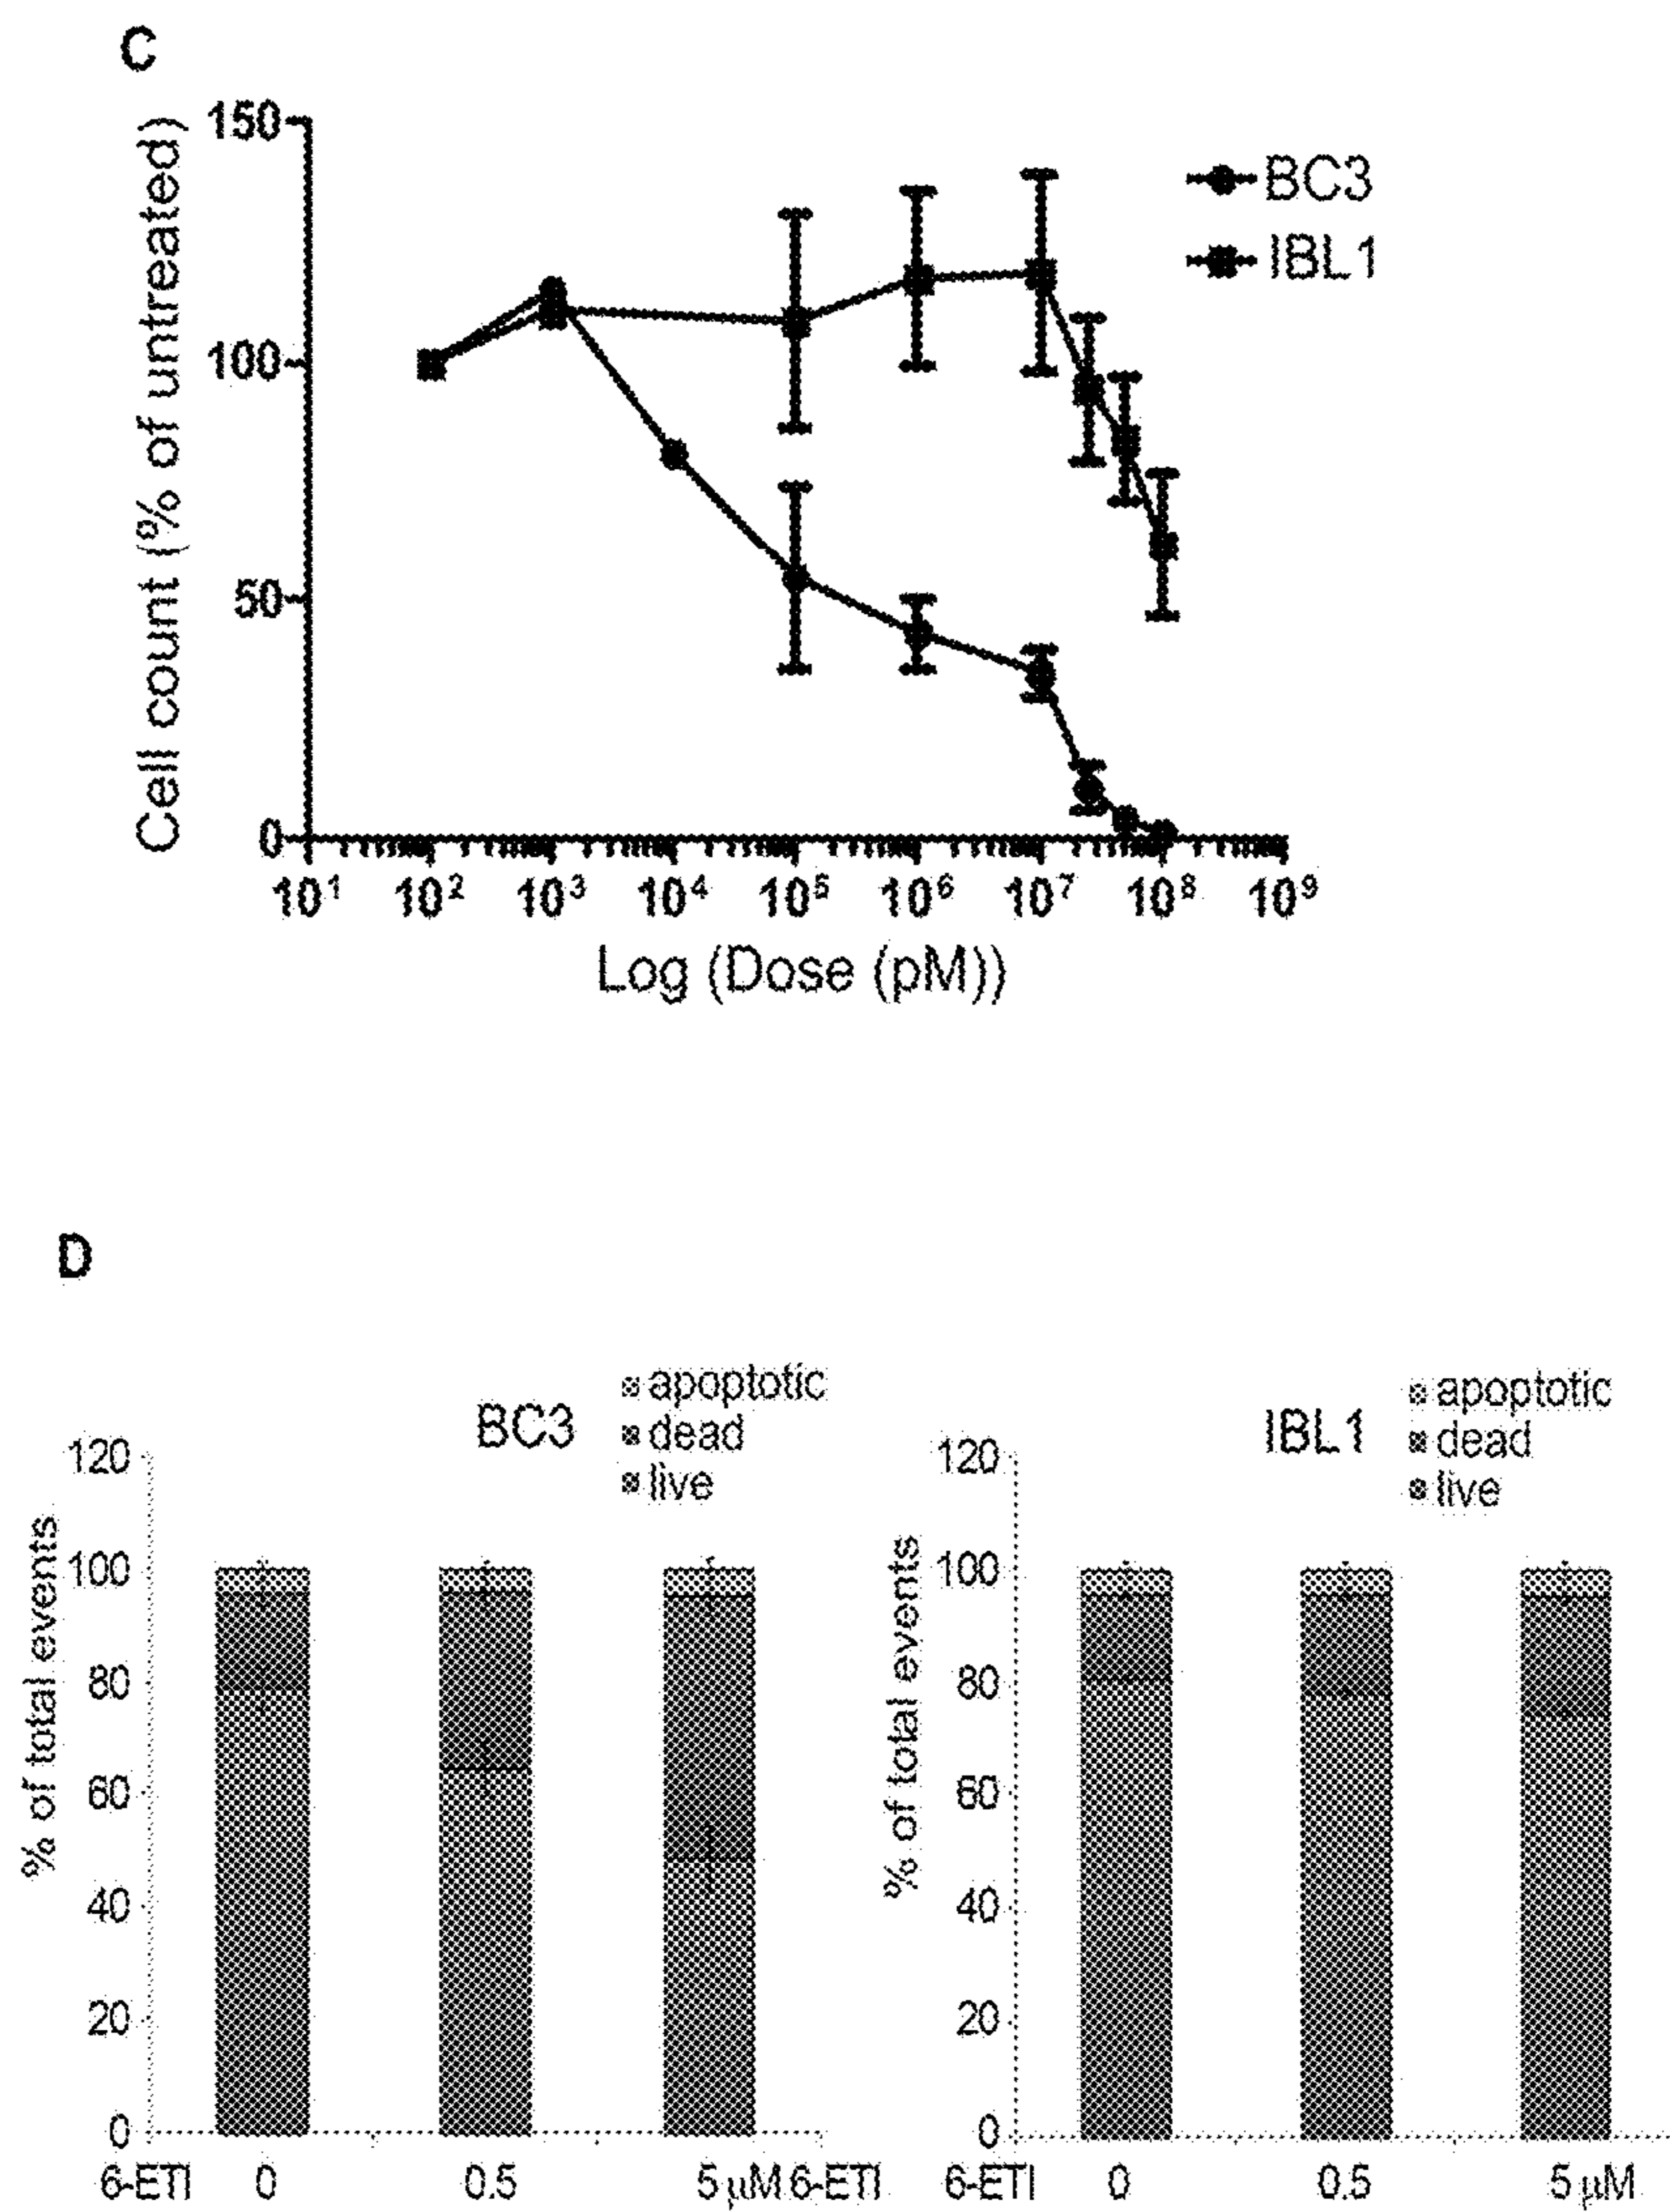 C
Cell count (% of untreated)
150
100
50
0
BC3
IBL1
10¹ 10² 10³ 10⁴ 10⁵ 10⁶ 10⁷ 10⁸ 10⁹
Log (Dose (pM))
D
BC3
apoptotic
dead
live
% of total events
120
100
80
60
40
20
0
6-ETI 0 0.5 5 µM 6-ETI
IBL1
apoptotic
dead
live
% of total events
120
100
80
60
40
20
0
6-ETI 0 0.5 5 µM